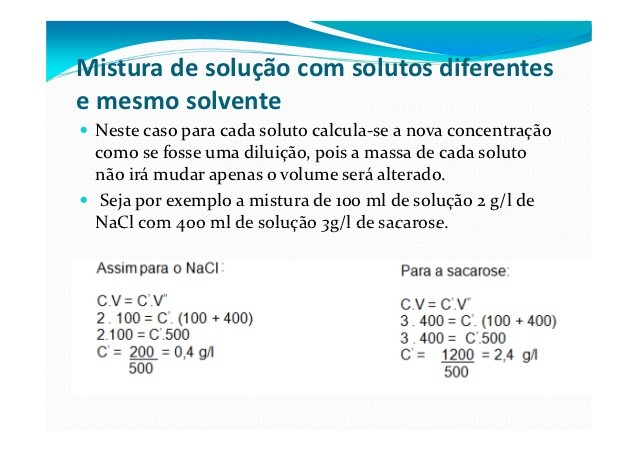 Mistura de solução com solutos diferentes
e mesmo solvente
• Neste caso para cada soluto calcula-se a nova concentração
como se fosse uma diluição, pois a massa de cada soluto
não irá mudar apenas o volume será alterado.
• Seja por exemplo a mistura de 100 ml de solução 2 g/l de
NaCl com 400 ml de solução 3g/l de sacarose.
Assim para o NaCl:
C.V = C'.V"
2 . 100 = C'. (100 + 400)
2.100 = C'.500
C' = 200 = 0,4 g/l
500
Para a sacarose:
C.V = C'.V"
3 . 400 = C'. (100 + 400)
3 . 400 = C'.500
C' = 1200 = 2,4 g/l
500